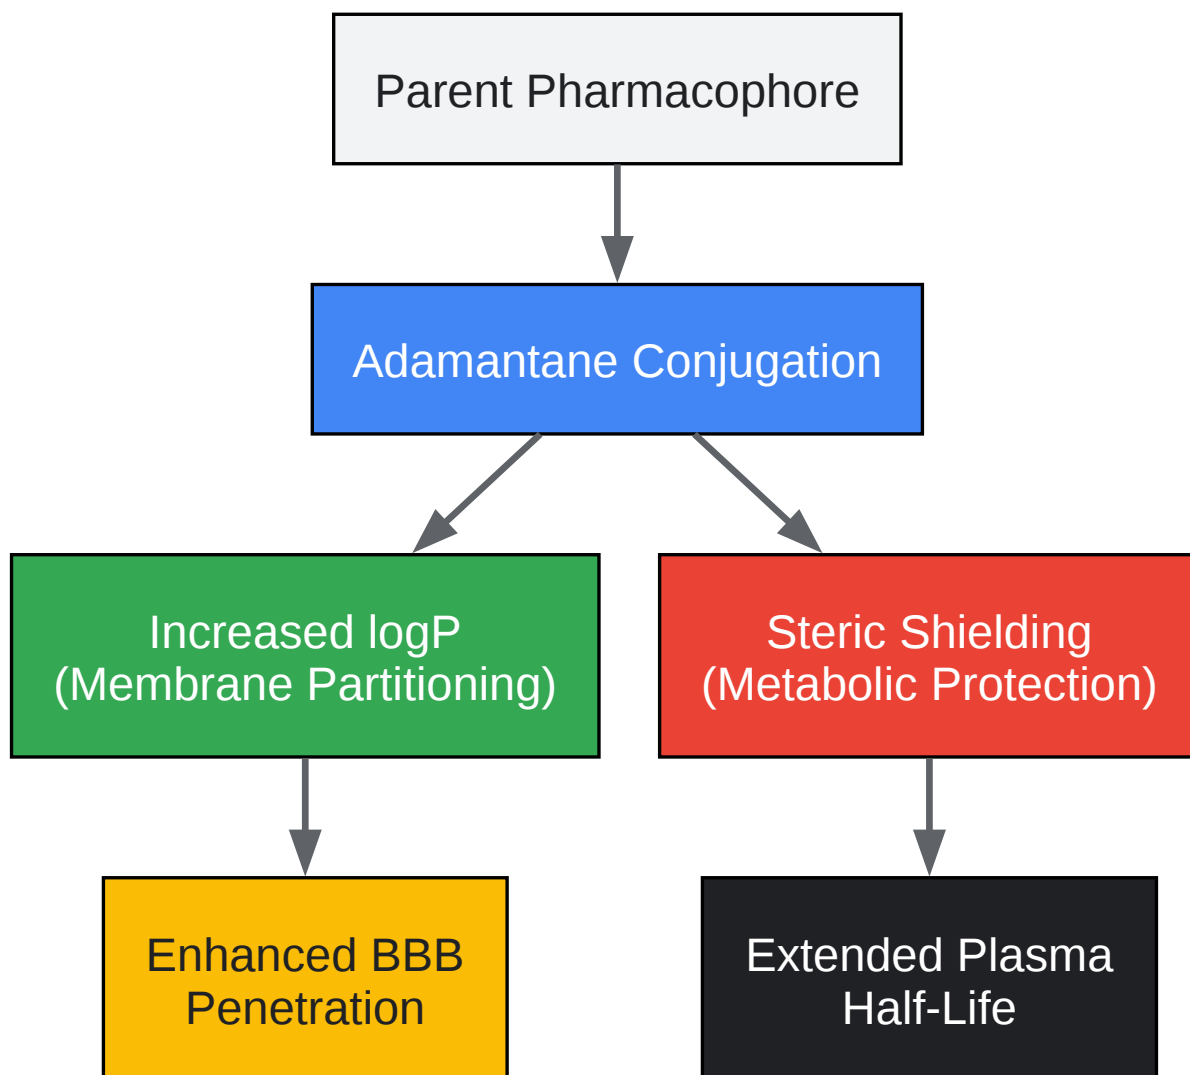 Parent Pharmacophore
Adamantane Conjugation
Increased logP
(Membrane Partitioning)
Steric Shielding
(Metabolic Protection)
Enhanced BBB
Penetration
Extended Plasma
Half-Life